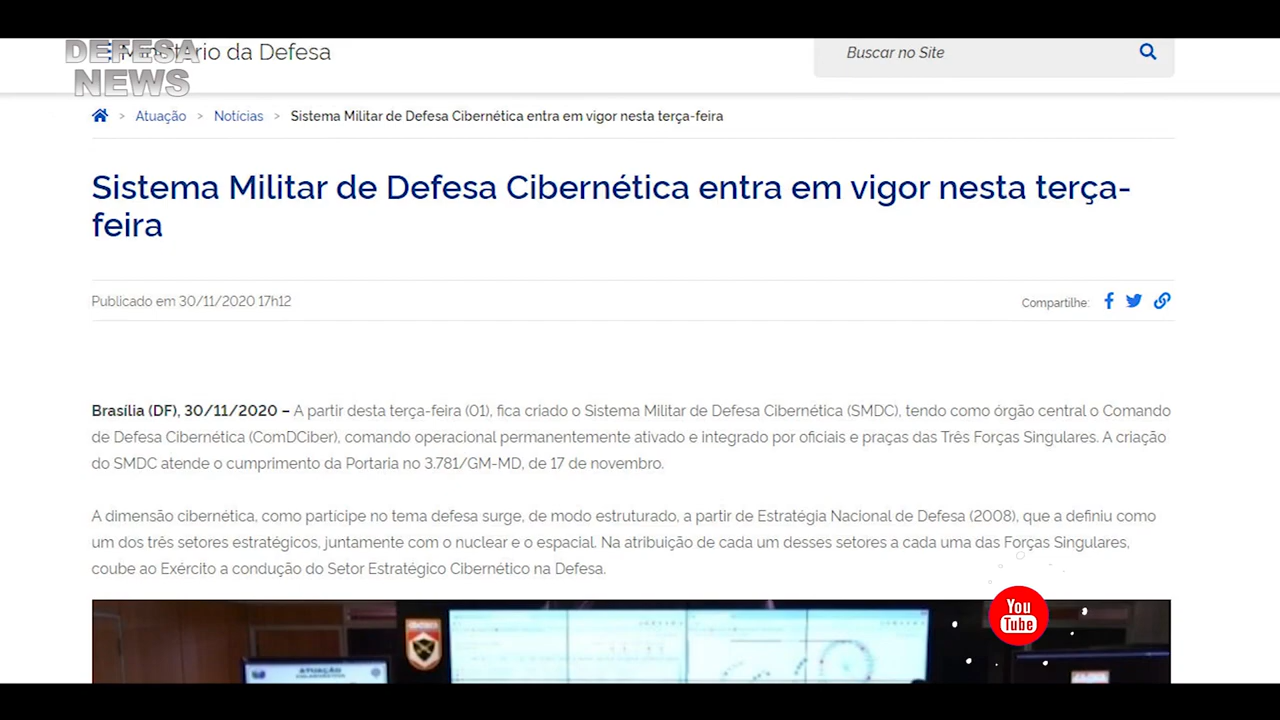 DEFESA
NEWS
Ministério da Defesa
Buscar no Site
> Atuação > Notícias > Sistema Militar de Defesa Cibernética entra em vigor nesta terça-feira
Sistema Militar de Defesa Cibernética entra em vigor nesta terça-
feira
Publicado em 30/11/2020 17h12
Compartilhe:
Brasília (DF), 30/11/2020 – A partir desta terça-feira (01), fica criado o Sistema Militar de Defesa Cibernética (SMDC), tendo como órgão central o Comando
de Defesa Cibernética (ComDCiber), comando operacional permanentemente ativado e integrado por oficiais e praças das Três Forças Singulares. A criação
do SMDC atende o cumprimento da Portaria no 3.781/GM-MD, de 17 de novembro.
A dimensão cibernética, como partícipe no tema defesa surge, de modo estruturado, a partir de Estratégia Nacional de Defesa (2008), que a definiu como
um dos três setores estratégicos, juntamente com o nuclear e o espacial. Na atribuição de cada um desses setores a cada uma das Forças Singulares,
coube ao Exército a condução do Setor Estratégico Cibernético na Defesa.
You
Tube
ATUAÇÃO